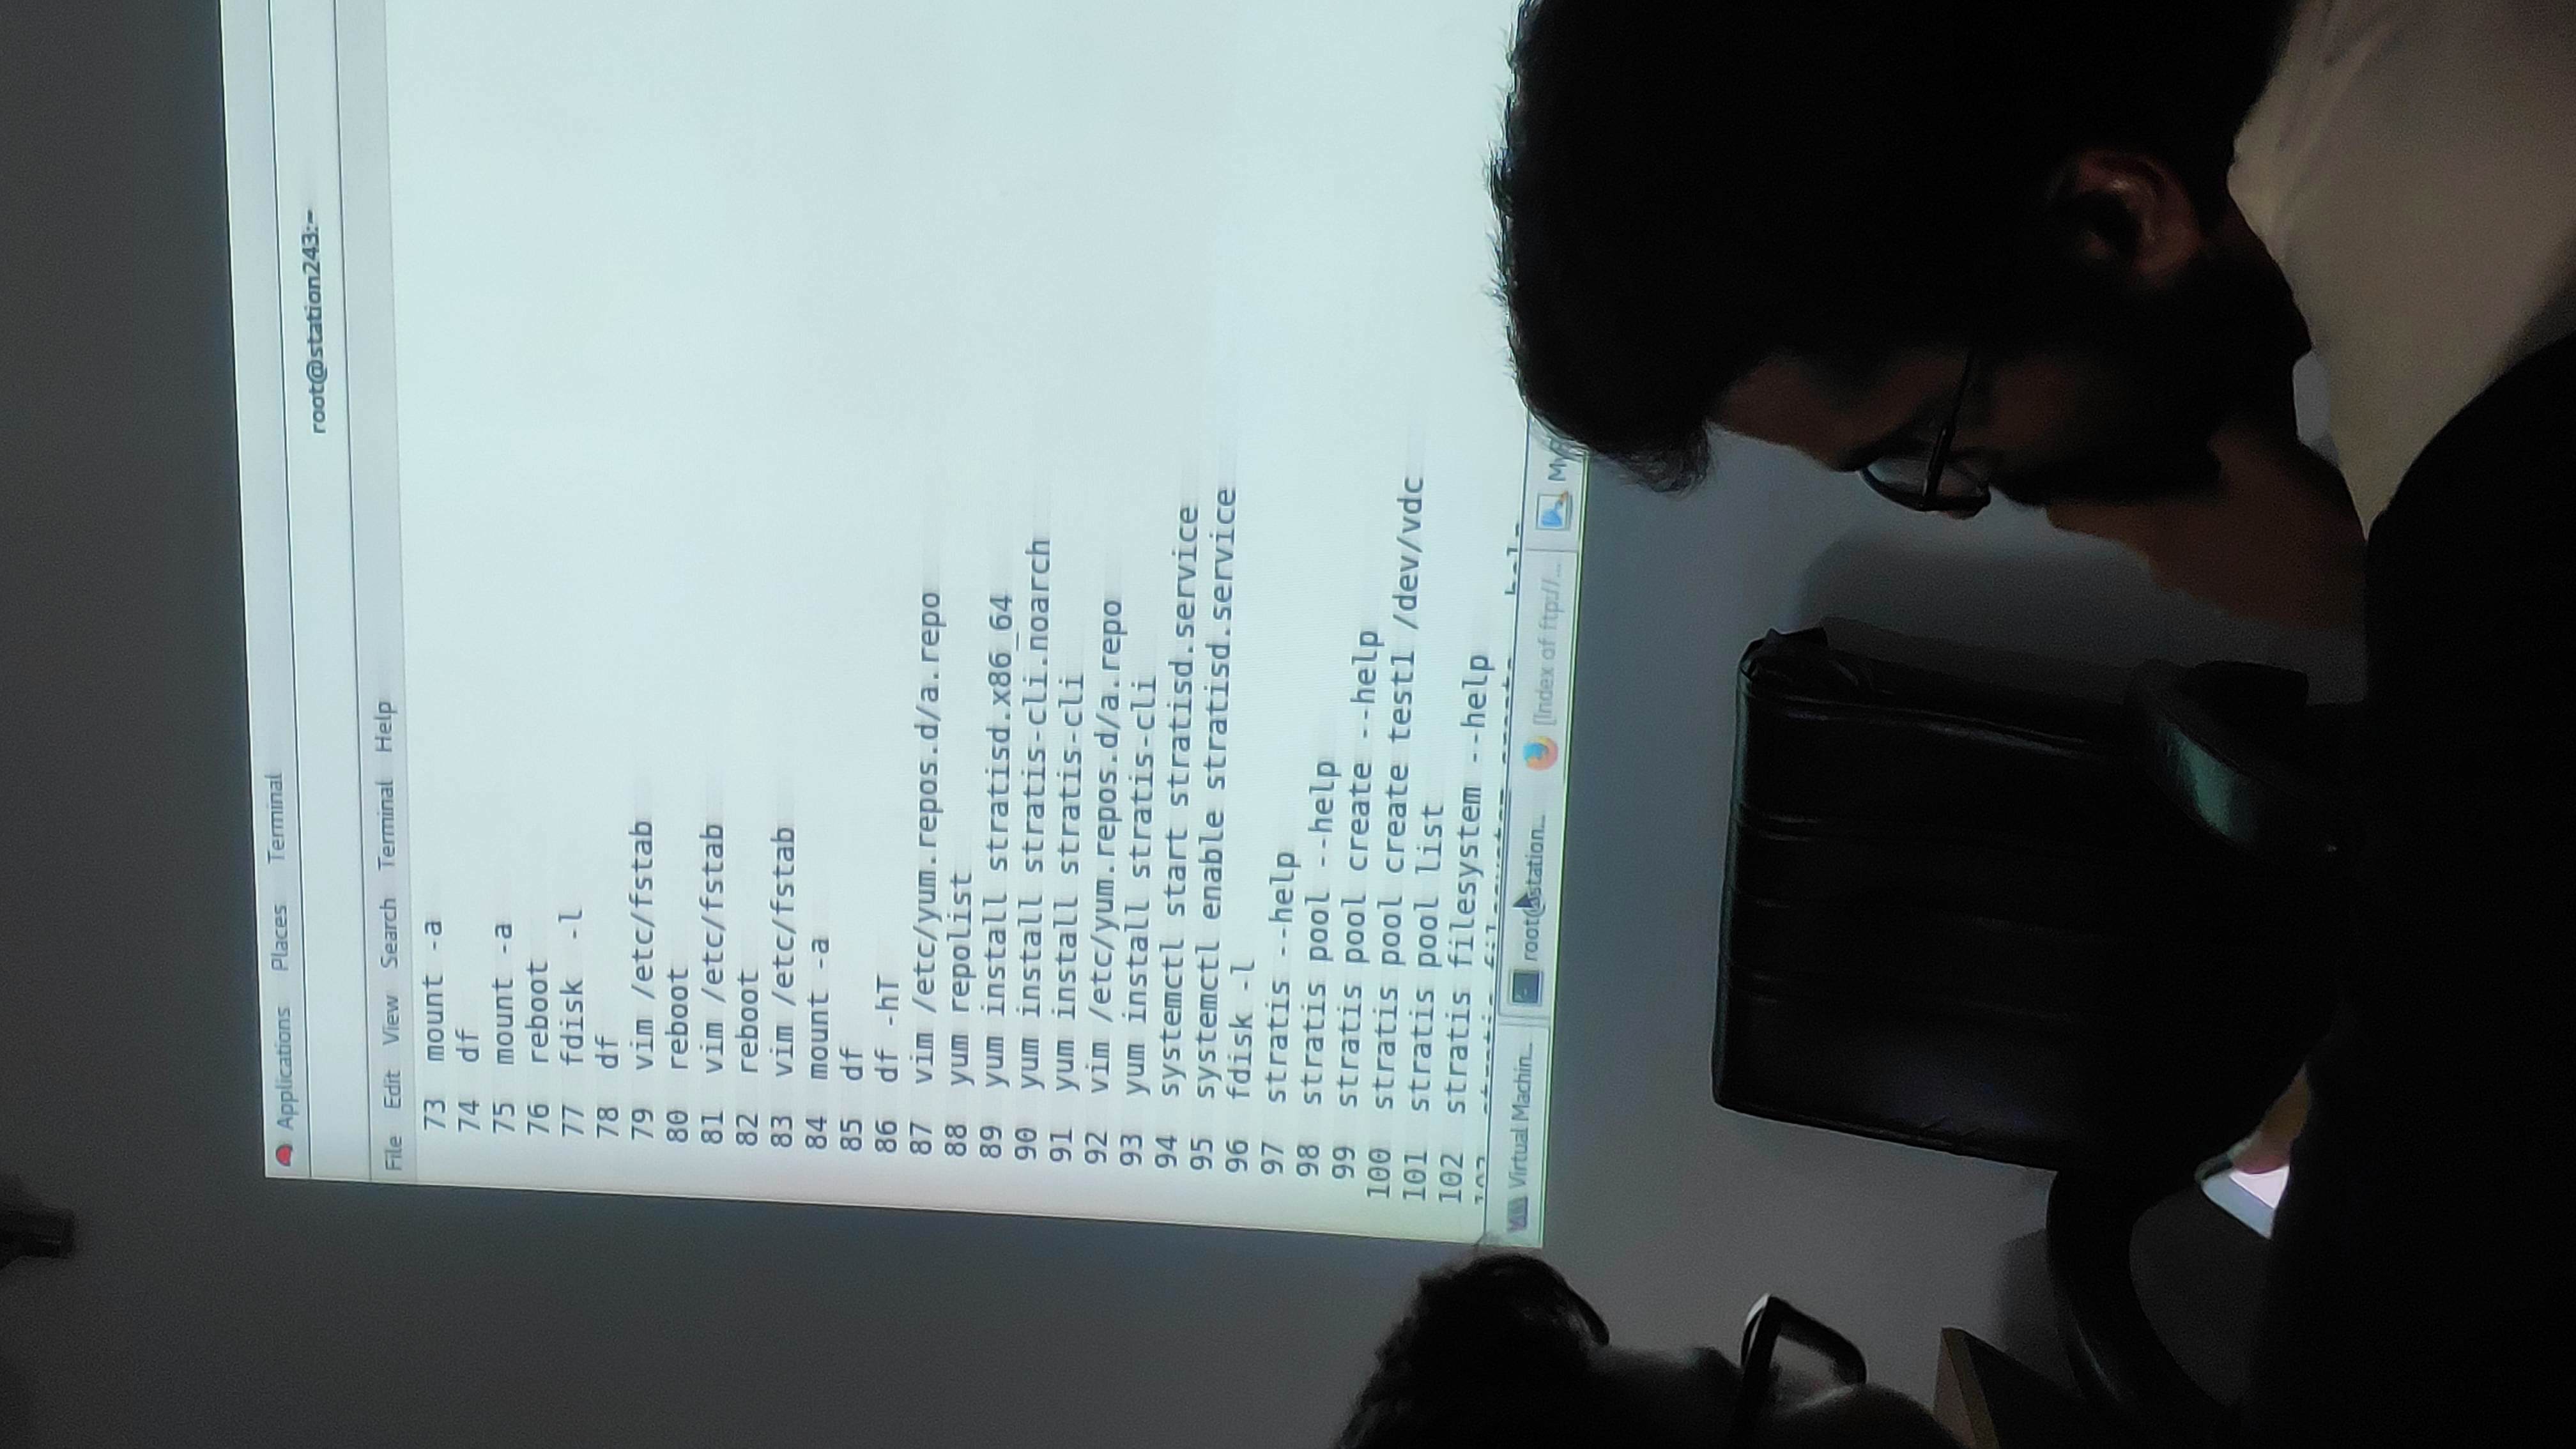 Applications Places Terminal
root@station243:~
File Edit View Search Terminal Help
73 mount -a
74 df
75 mount -a
76 reboot
77 fdisk  -l
78 df
79 vim /etc/fstab
80 reboot
81 vim /etc/fstab
82 reboot
83 vim /etc/fstab
84 mount -a
85 df
86 df -hT
87 vim /etc/yum.repos.d/a.repo
88 yum repolist
89 yum install stratisd.x86_64
90 yum install stratis-cli.noarch
91 yum install stratis-cli
92 vim /etc/yum.repos.d/a.repo
93 yum install stratis-cli
94 systemctl start stratisd.service
95 systemctl enable stratisd.service
96 fdisk -l
97 stratis --help
98 stratis pool --help
99 stratis pool create --help
100 stratis pool create test1 /dev/vdc
101 stratis pool list
102 stratis filesystem --help
103 stratis filesystem create --help
Virtual Machin... root@station... [Index of ftp://...